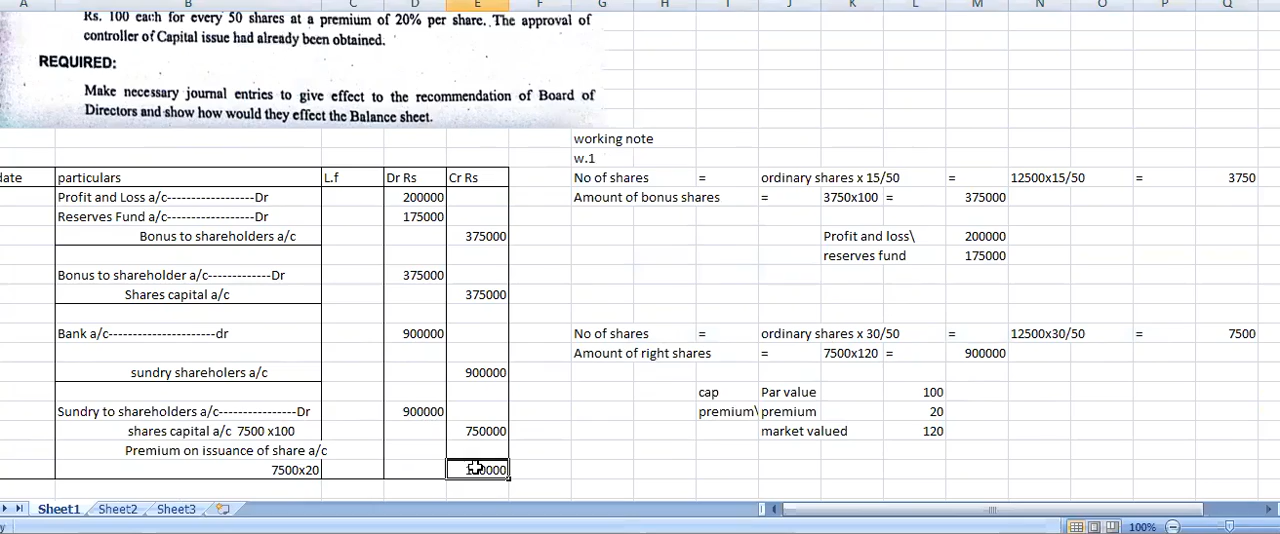 A B C D E F G H I J K L M N O P Q
Rs. 100 each for every 50 shares at a premium of 20% per share. The approval of
controller of Capital issue had already been obtained.
REQUIRED:
Make necessary journal entries to give effect to the recommendation of Board of
Directors and show how would they effect the Balance sheet.
working note
w.1
date particulars L.f Dr Rs Cr Rs No of shares = ordinary shares x 15/50 = 12500x15/50 = 3750
Profit and Loss a/c-------------------Dr 200000 Amount of bonus shares = 3750x100 = 375000
Reserves Fund a/c------------------Dr 175000
Bonus to shareholders a/c 375000 Profit and loss\ 200000
reserves fund 175000
Bonus to shareholder a/c-------------Dr 375000
Shares capital a/c 375000
Bank a/c----------------------dr 900000 No of shares = ordinary shares x 30/50 = 12500x30/50 = 7500
Amount of right shares = 7500x120 = 900000
sundry shareholers a/c 900000
cap Par value 100
Sundry to shareholders a/c---------------Dr 900000 premium\ premium 20
shares capital a/c 7500 x100 750000 market valued 120
Premium on issuance of share a/c
7500x20
Sheet1 Sheet2 Sheet3
100%